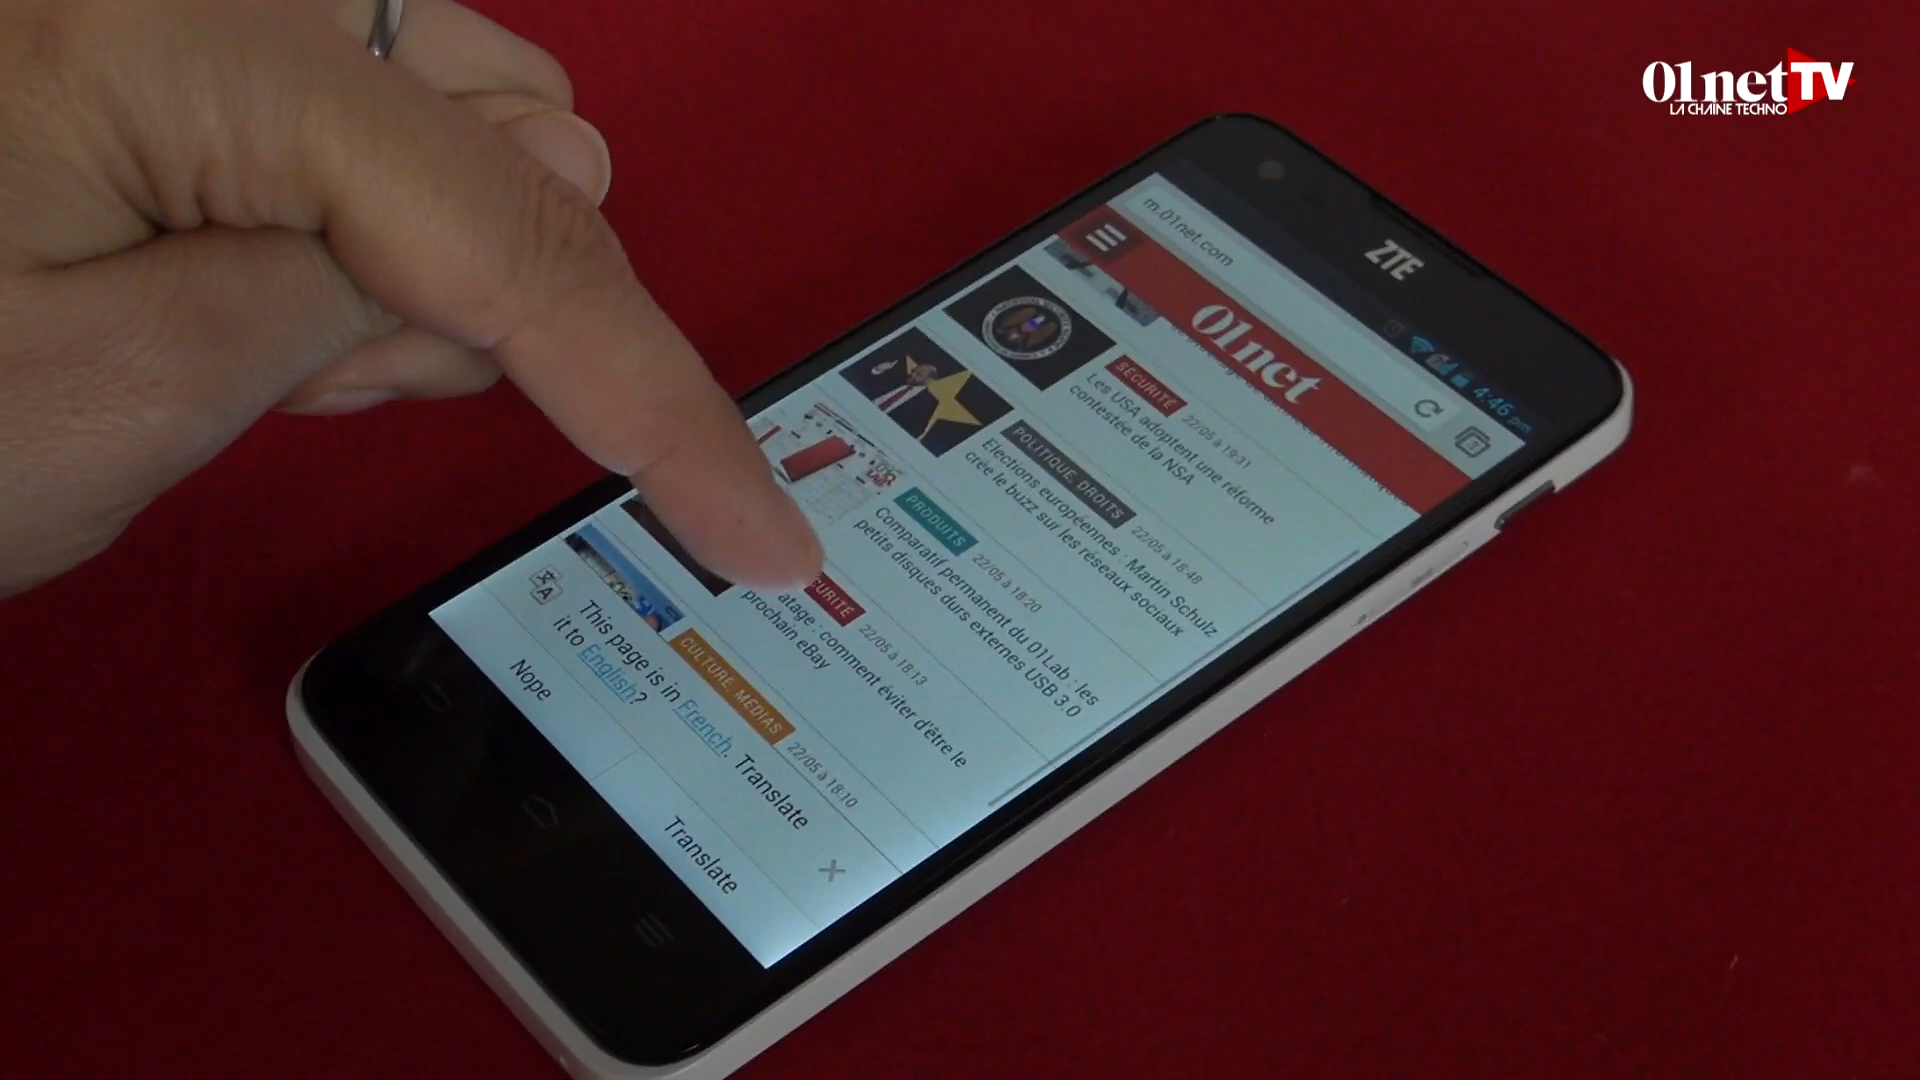 01netTV
LA CHAINE TECHNO
ZTE
4:46 pm
m.01net.com
3
01net
SÉCURITÉ
22/05 à 19:31
Les USA adoptent une réforme
contestée de la NSA
POLITIQUE, DROITS
22/05 à 18:48
Elections européennes : Martin Schulz
crée le buzz sur les réseaux sociaux
PRODUITS
22/05 à 18:20
Comparatif permanent du 01Lab : les
petits disques durs externes USB 3.0
CURITÉ
22/05 à 18:13
atage : comment éviter d'être le
prochain eBay
CULTURE, MÉDIAS
22/05 à 18:10
This page is in French. Translate
it to English?
Nope
Translate